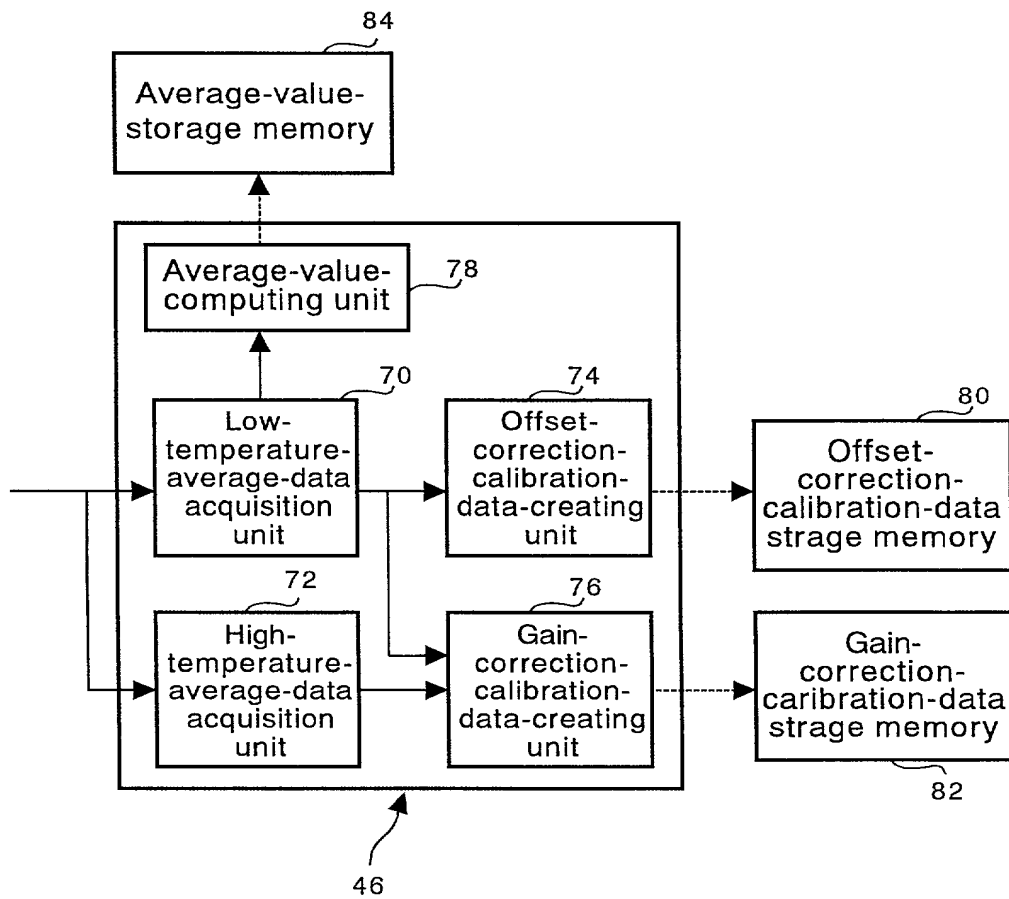 84
Average-value-
storage memory
Average-value-
computing unit
78
70
Low-
temperature-
average-data
acquisition
unit
74
Offset-
correction-
calibration-
data-creating
unit
80
Offset-
correction-
calibration-data
strage memory
72
High-
temperature-
average-data
acquisition
unit
76
Gain-
correction-
calibration-
data-creating
unit
Gain-
correction-
caribration-data
strage memory
82
46